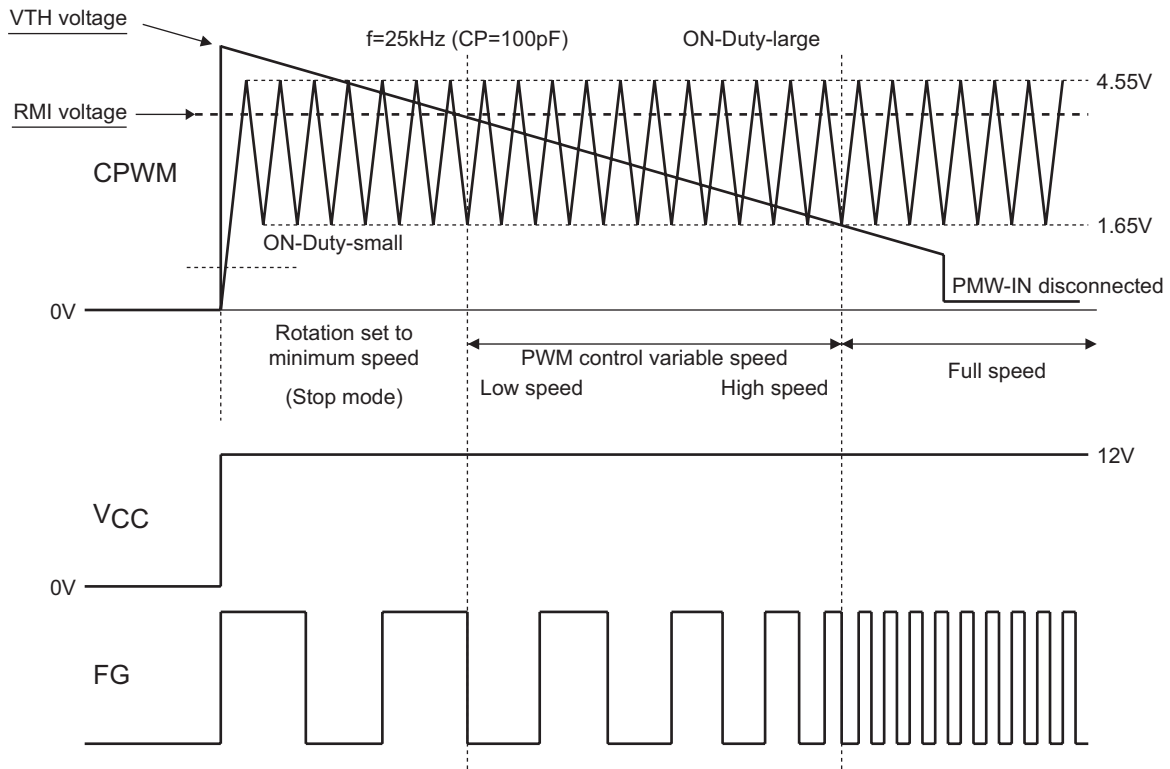 VTH voltage
f=25kHz (CP=100pF)
ON-Duty-large
4.55V
RMI voltage
CPWM
1.65V
ON-Duty-small
PMW-IN disconnected
0V
Rotation set to
minimum speed
(Stop mode)
PWM control variable speed
Low speed
High speed
Full speed
12V
VCC
0V
FG